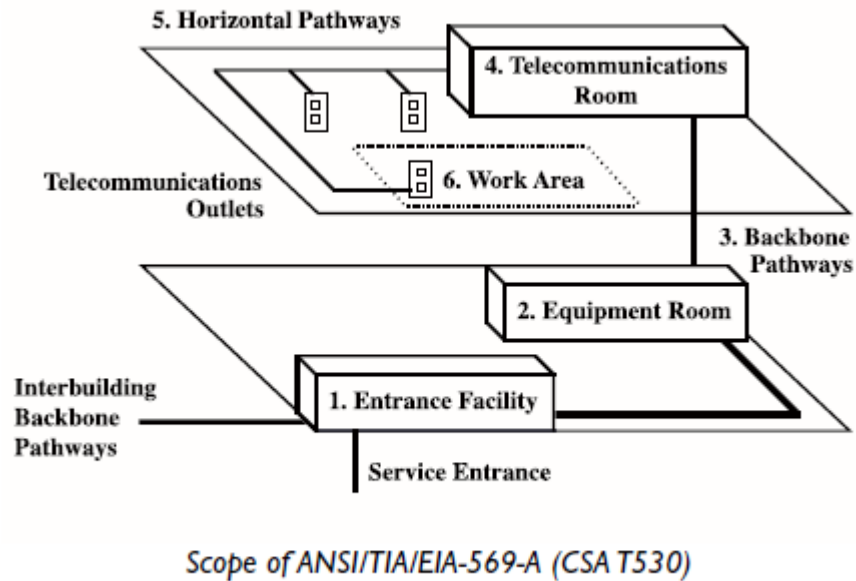 5. Horizontal Pathways
4. Telecommunications
Room
Telecommunications
Outlets
6. Work Area
3. Backbone
Pathways
2. Equipment Room
Interbuilding
Backbone
Pathways
1. Entrance Facility
Service Entrance
Scope of ANSI/TIA/EIA-569-A (CSA T530)